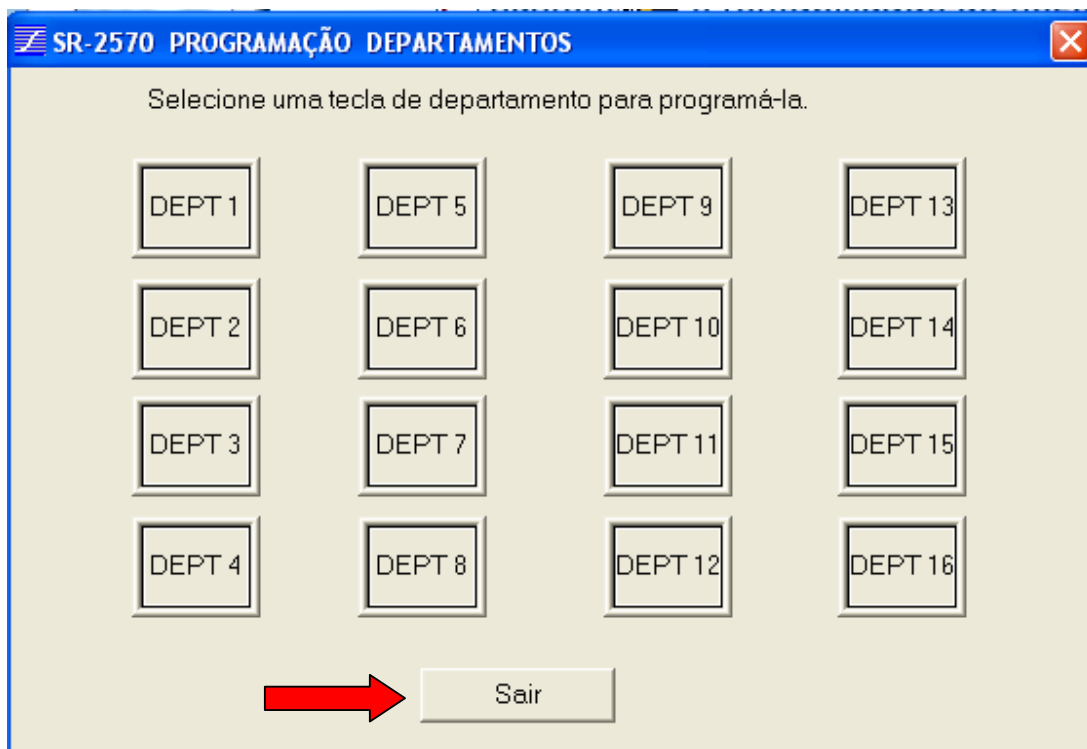 SR-2570 PROGRAMAÇÃO DEPARTAMENTOS
Selecione uma tecla de departamento para programá-la.
DEPT 1 DEPT 5 DEPT 9 DEPT 13
DEPT 2 DEPT 6 DEPT 10 DEPT 14
DEPT 3 DEPT 7 DEPT 11 DEPT 15
DEPT 4 DEPT 8 DEPT 12 DEPT 16
Sair